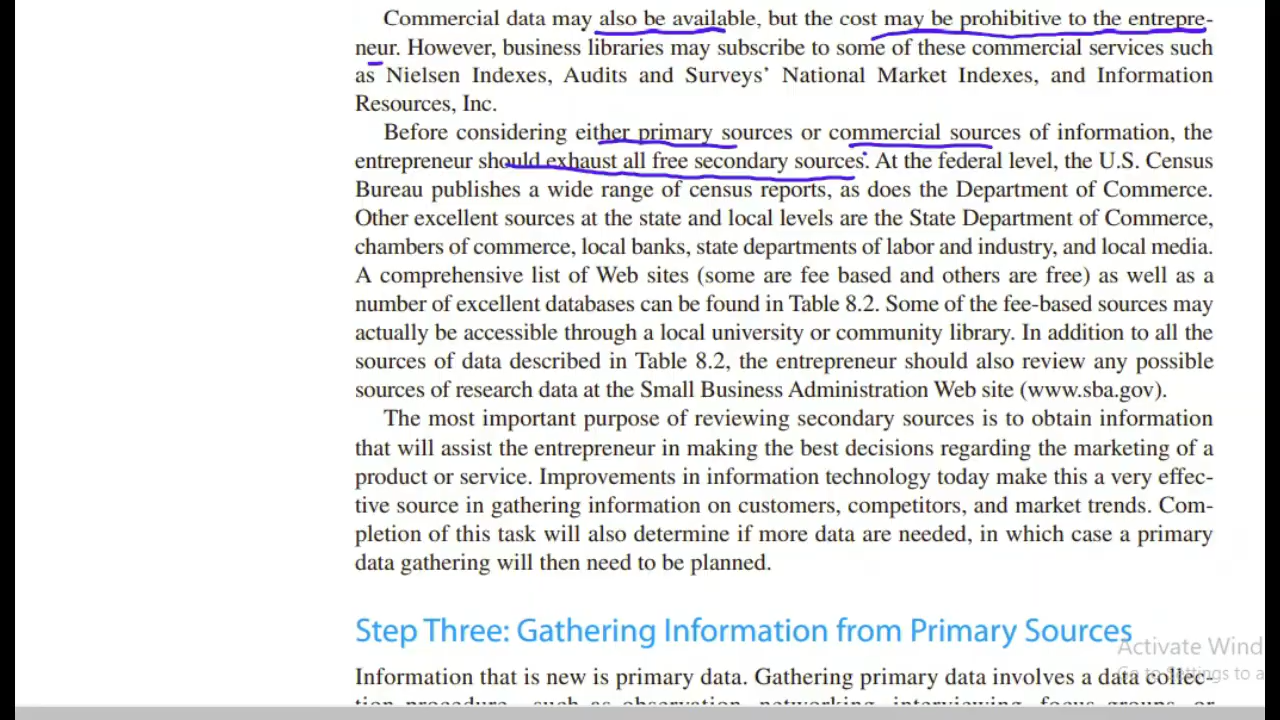 Commercial data may also be available, but the cost may be prohibitive to the entrepre-
neur. However, business libraries may subscribe to some of these commercial services such
as Nielsen Indexes, Audits and Surveys' National Market Indexes, and Information
Resources, Inc.
Before considering either primary sources or commercial sources of information, the
entrepreneur should exhaust all free secondary sources. At the federal level, the U.S. Census
Bureau publishes a wide range of census reports, as does the Department of Commerce.
Other excellent sources at the state and local levels are the State Department of Commerce,
chambers of commerce, local banks, state departments of labor and industry, and local media.
A comprehensive list of Web sites (some are fee based and others are free) as well as a
number of excellent databases can be found in Table 8.2. Some of the fee-based sources may
actually be accessible through a local university or community library. In addition to all the
sources of data described in Table 8.2, the entrepreneur should also review any possible
sources of research data at the Small Business Administration Web site (www.sba.gov).
The most important purpose of reviewing secondary sources is to obtain information
that will assist the entrepreneur in making the best decisions regarding the marketing of a
product or service. Improvements in information technology today make this a very effec-
tive source in gathering information on customers, competitors, and market trends. Com-
pletion of this task will also determine if more data are needed, in which case a primary
data gathering will then need to be planned.
Step Three: Gathering Information from Primary Sources
Activate Wind
Go to Settings to a
Information that is new is primary data. Gathering primary data involves a data collec-
tion procedure such as observation, networking, interviewing, focus groups, or